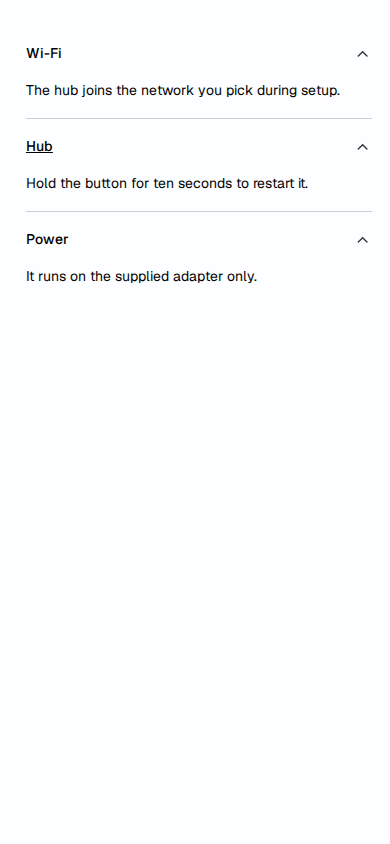 Wi-Fi
The hub joins the network you pick during setup.
Hub
Hold the button for ten seconds to restart it.
Power
It runs on the supplied adapter only.